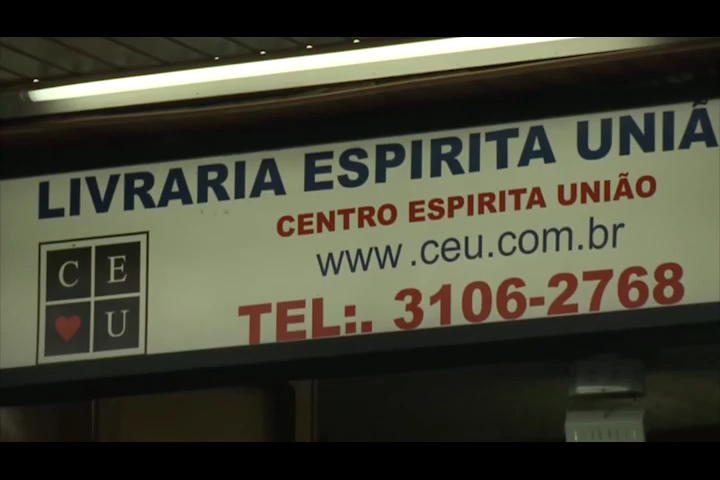 LIVRARIA ESPIRITA UNIÃ
CENTRO ESPIRITA UNIÃO
www.ceu.com.br
TEL:. 3106-2768
C E
U